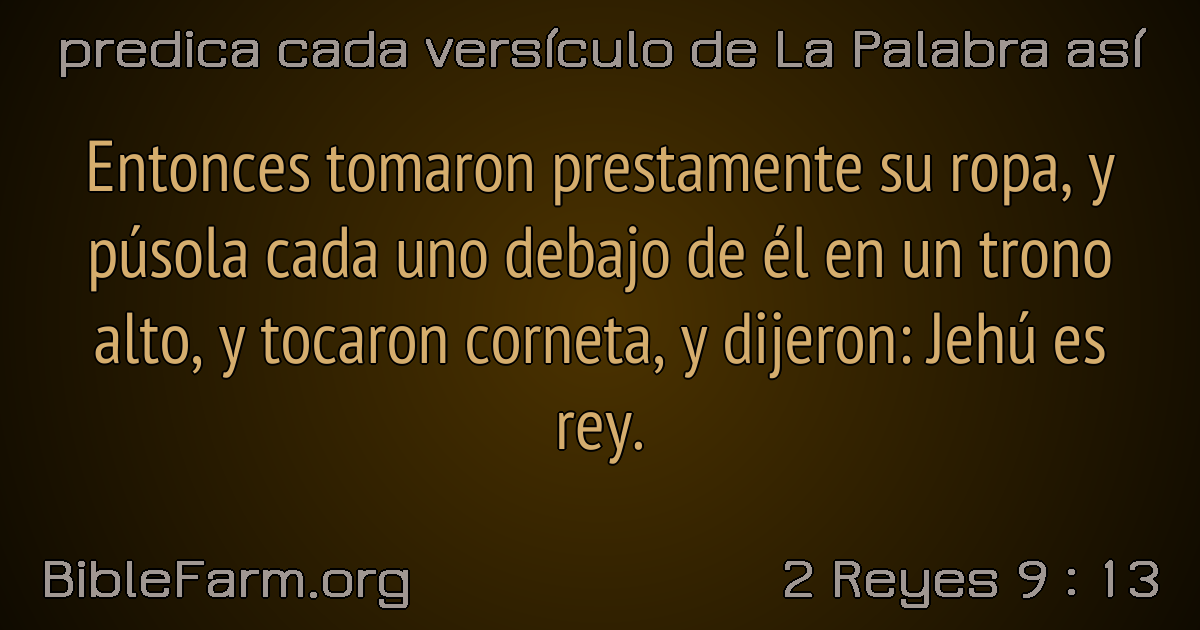 predica cada versículo de La Palabra así
Entonces tomaron prestamente su ropa, y
púsola cada uno debajo de él en un trono
alto, y tocaron corneta, y dijeron: Jehú es
rey.
BibleFarm.org
2 Reyes 9 : 13